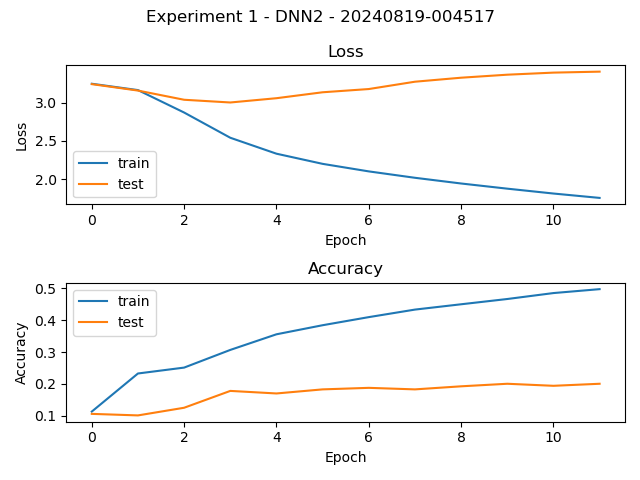 Experiment 1 - DNN2 - 20240819-004517
Loss
3.0
2.5
2.0
Loss
train
test
0 2 4 6 8 10
Epoch
Accuracy
0.5
0.4
0.3
0.2
0.1
Accuracy
train
test
0 2 4 6 8 10
Epoch